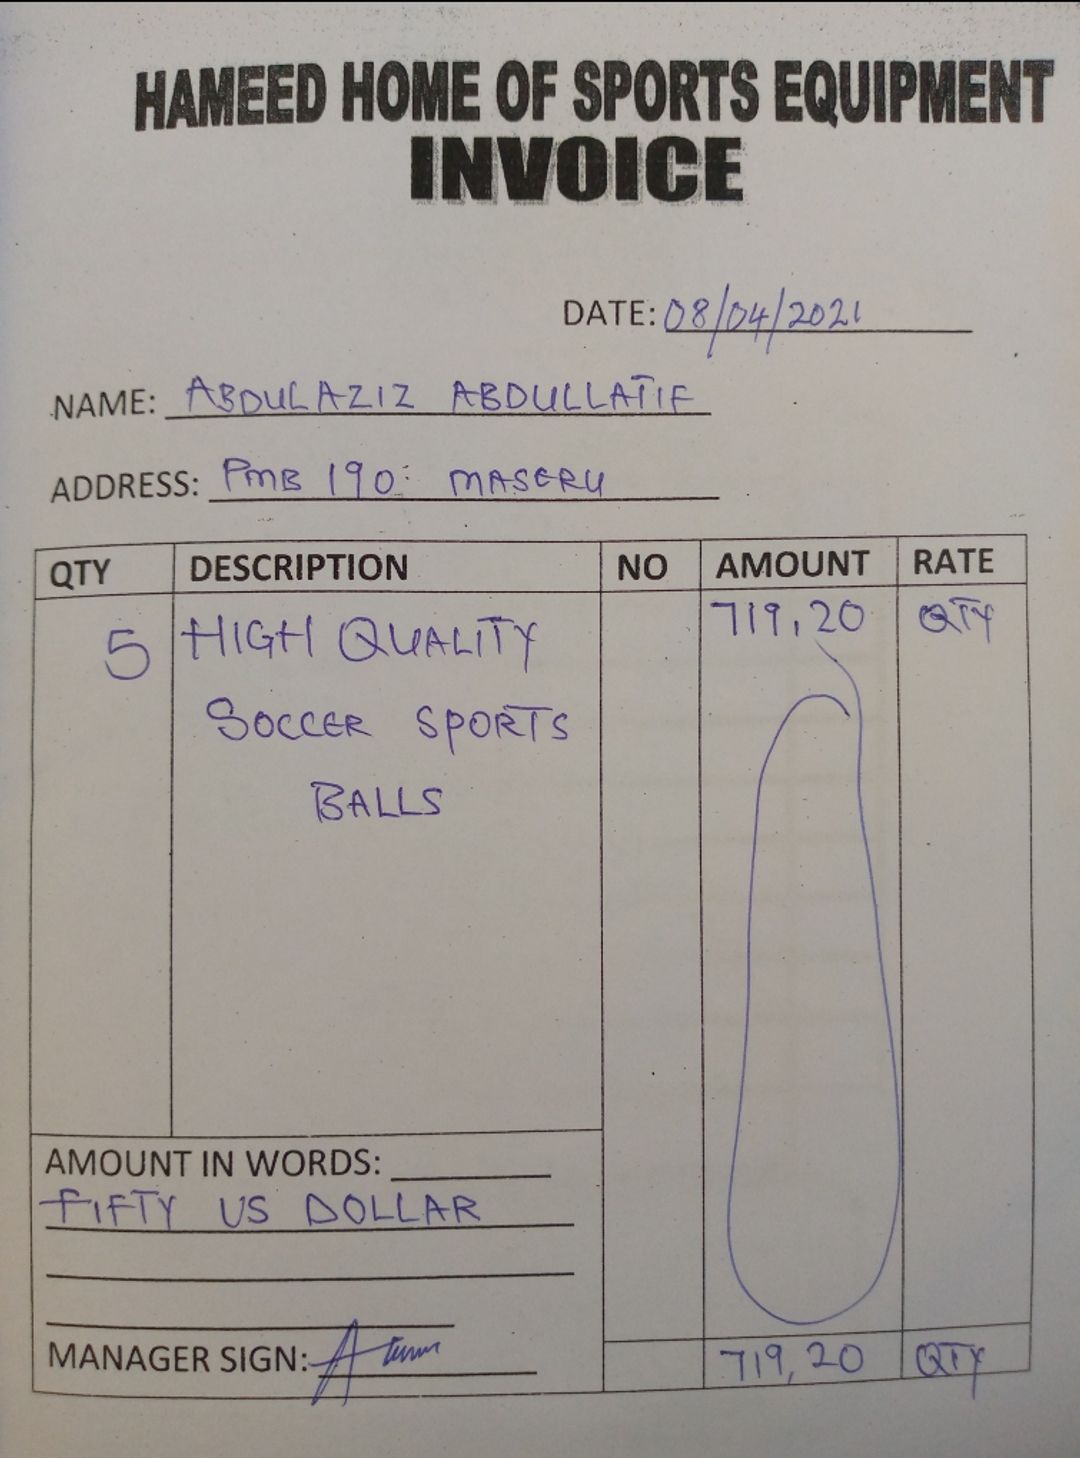 HAMEED HOME OF SPORTS EQUIPMENT
INVOICE
DATE: 08/04/2021
NAME: ABDULAZIZ ABDULLATIF
ADDRESS: PMB 190: MASERU
QTY DESCRIPTION NO AMOUNT RATE
5 HIGH QUALITY 719,20 QTY
SOCCER SPORTS
BALLS
AMOUNT IN WORDS:
FIFTY US DOLLAR
MANAGER SIGN:
719,20 QTY